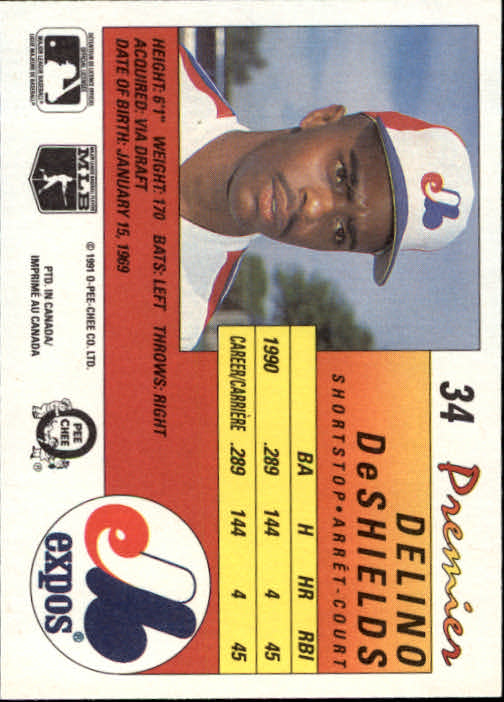 34 Premier
DELINO
DeSHIELDS
SHORTSTOP•ARRÊT-COURT
BA H HR RBI
1990 .289 144 4 45
CAREER/CARRIÈRE .289 144 4 45
HEIGHT: 6'1" WEIGHT: 170 BATS: LEFT THROWS: RIGHT
ACQUIRED: VIA DRAFT
DATE OF BIRTH: JANUARY 15, 1969
expos®
MLB
© 1991 O-PEE-CHEE CO. LTD.
PTD. IN CANADA/
IMPRIMÉ AU CANADA
O PEE
CHEE
®